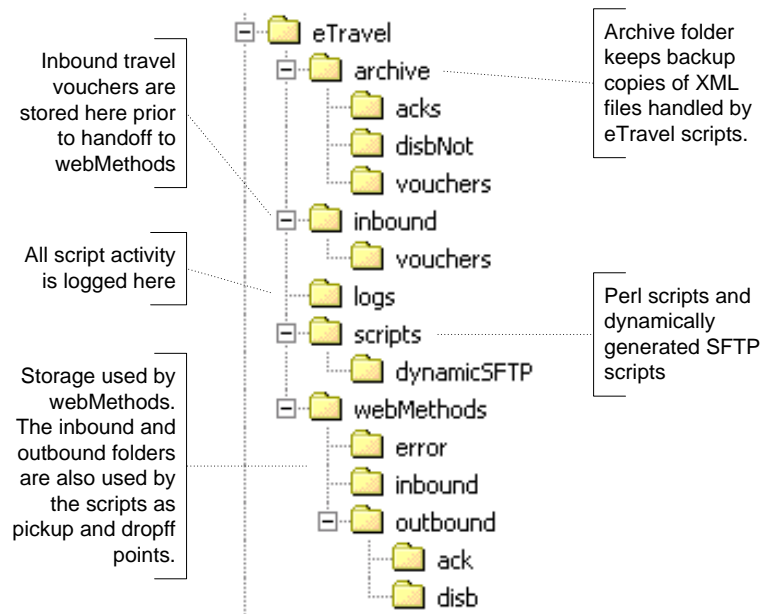 Inbound travel
vouchers are
stored here prior
to handoff to
webMethods
All script activity
is logged here
Storage used by
webMethods.
The inbound and
outbound folders
are also used by
the scripts as
pickup and dropff
points.
eTravel
archive
acks
disbNot
vouchers
inbound
vouchers
logs
scripts
dynamicSFTP
webMethods
error
inbound
outbound
ack
disb
Archive folder
keeps backup
copies of XML
files handled by
eTravel scripts.
Perl scripts and
dynamically
generated SFTP
scripts